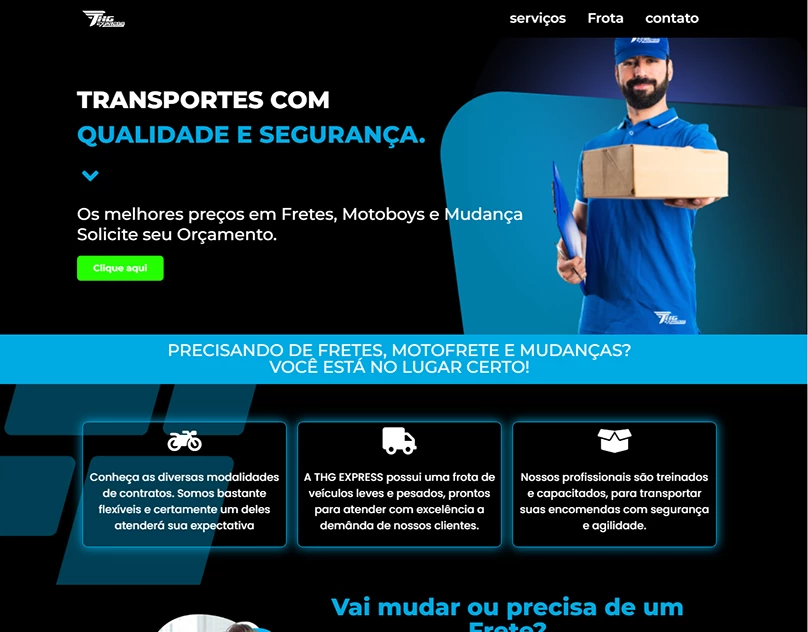 THG
EXPRESS
serviços
Frota
contato
TRANSPORTES COM
QUALIDADE E SEGURANÇA.
Os melhores preços em Fretes, Motoboys e Mudança
Solicite seu Orçamento.
Clique aqui
THG
PRECISANDO DE FRETES, MOTOFRETE E MUDANÇAS?
VOCÊ ESTÁ NO LUGAR CERTO!
Conheça as diversas modalidades
de contratos. Somos bastante
flexíveis e certamente um deles
atenderá sua expectativa
A THG EXPRESS possui uma frota de
veículos leves e pesados, prontos
para atender com excelência a
demânda de nossos clientes.
Nossos profissionais são treinados
e capacitados, para transportar
suas encomendas com segurança
e agilidade.
Vai mudar ou precisa de um
Frete?